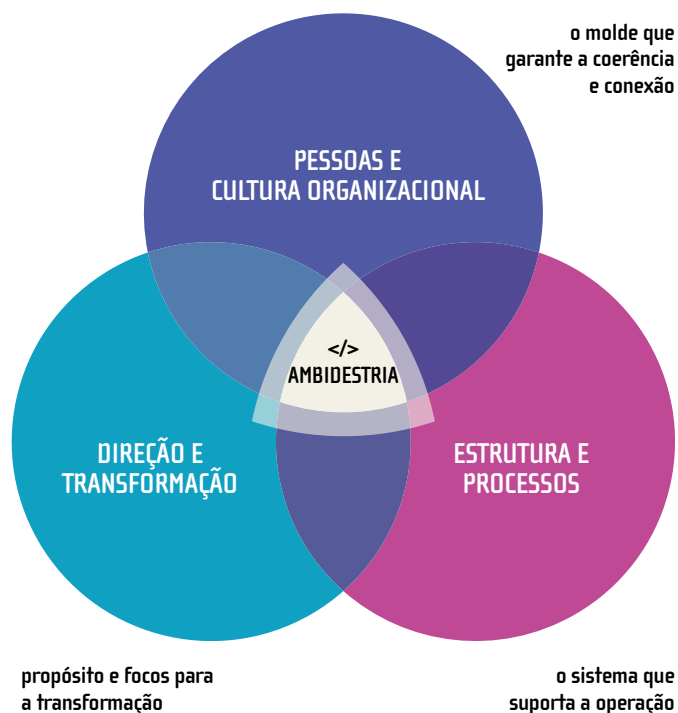 o molde que
garante a coerência
e conexão
PESSOAS E
CULTURA ORGANIZACIONAL
</>
AMBIDESTRIA
DIREÇÃO E
TRANSFORMAÇÃO
ESTRUTURA E
PROCESSOS
propósito e focos para
a transformação
o sistema que
suporta a operação